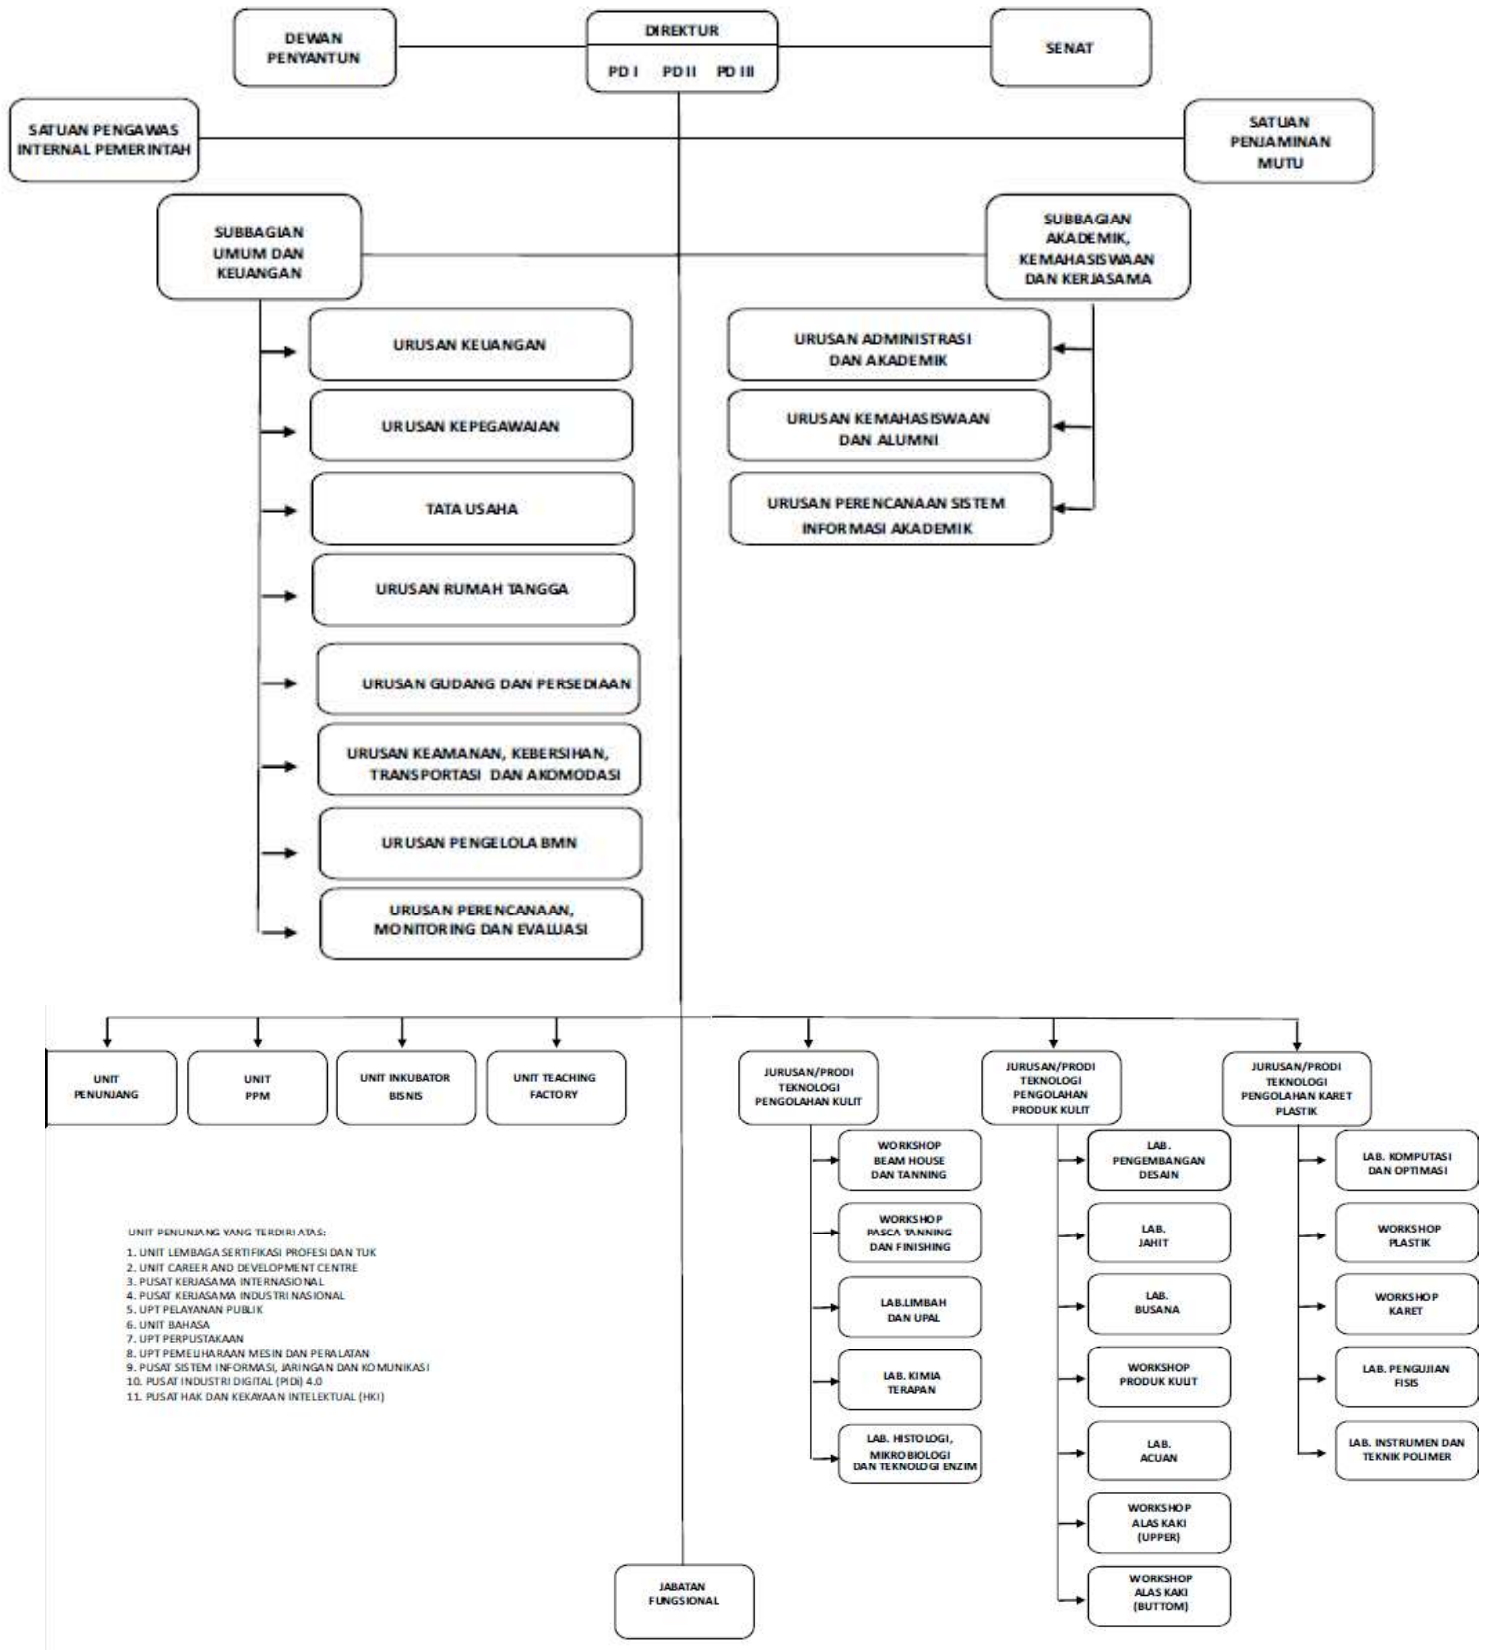 DEWAN
PENYANTUN
DIREKTUR
PD I PD II PD III
SENAT
SATUAN PENGAWAS
INTERNAL PEMERINTAH
SATUAN
PENJAMINAN
MUTU
SUBBAGIAN
UMUM DAN
KEUANGAN
SUBBAGIAN
AKADEMIK,
KEMAHASISWAAN
DAN KERJASAMA
URUSAN KEUANGAN
URUSAN KEPEGAWAIAN
TATA USAHA
URUSAN RUMAH TANGGA
URUSAN GUDANG DAN PERSEDIAAN
URUSAN KEAMANAN, KEBERSIHAN,
TRANSPORTASI DAN AKOMODASI
URUSAN PENGELOLA BMN
URUSAN PERENCANAAN,
MONITORING DAN EVALUASI
URUSAN ADMINISTRASI
DAN AKADEMIK
URUSAN KEMAHASISWAAN
DAN ALUMNI
URUSAN PERENCANAAN SISTEM
INFORMASI AKADEMIK
UNIT
PENUNJANG
UNIT
PPM
UNIT INKUBATOR
BISNIS
UNIT TEACHING
FACTORY
JURUSAN/PRODI
TEKNOLOGI
PENGOLAHAN KULIT
JURUSAN/PRODI
TEKNOLOGI
PENGOLAHAN
PRODUK KULIT
JURUSAN/PRODI
TEKNOLOGI
PENGOLAHAN KARET
PLASTIK
WORKSHOP
BEAM HOUSE
DAN TANNING
WORKSHOP
PASCA TANNING
DAN FINISHING
LAB.LIMBAH
DAN UPAL
LAB. KIMIA
TERAPAN
LAB. HISTOLOGI,
MIKROBIOLOGI
DAN TEKNOLOGI ENZIM
LAB.
PENGEMBANGAN
DESAIN
LAB.
JAHIT
LAB.
BUSANA
WORKSHOP
PRODUK KULIT
LAB.
ACUAN
WORKSHOP
ALAS KAKI
(UPPER)
WORKSHOP
ALAS KAKI
(BUTTOM)
LAB. KOMPUTASI
DAN OPTIMASI
WORKSHOP
PLASTIK
WORKSHOP
KARET
LAB. PENGUJIAN
FISIS
LAB. INSTRUMEN DAN
TEKNIK POLIMER
UNIT PENUNJANG YANG TERDIRI ATAS:
1. UNIT LEMBAGA SERTIFIKASI PROFESI DAN TUK
2. UNIT CAREER AND DEVELOPMENT CENTRE
3. PUSAT KERJASAMA INTERNASIONAL
4. PUSAT KERJASAMA INDUSTRI NASIONAL
5. UPT PELAYANAN PUBLIK
6. UNIT BAHASA
7. UPT PERPUSTAKAAN
8. UPT PEMELIHARAAN MESIN DAN PERALATAN
9. PUSAT SISTEM INFORMASI, JARINGAN DAN KOMUNIKASI
10. PUSAT INDUSTRI DIGITAL (PIDi) 4.0
11. PUSAT HAK DAN KEKAYAAN INTELEKTUAL (HKI)
JABATAN
FUNGSIONAL